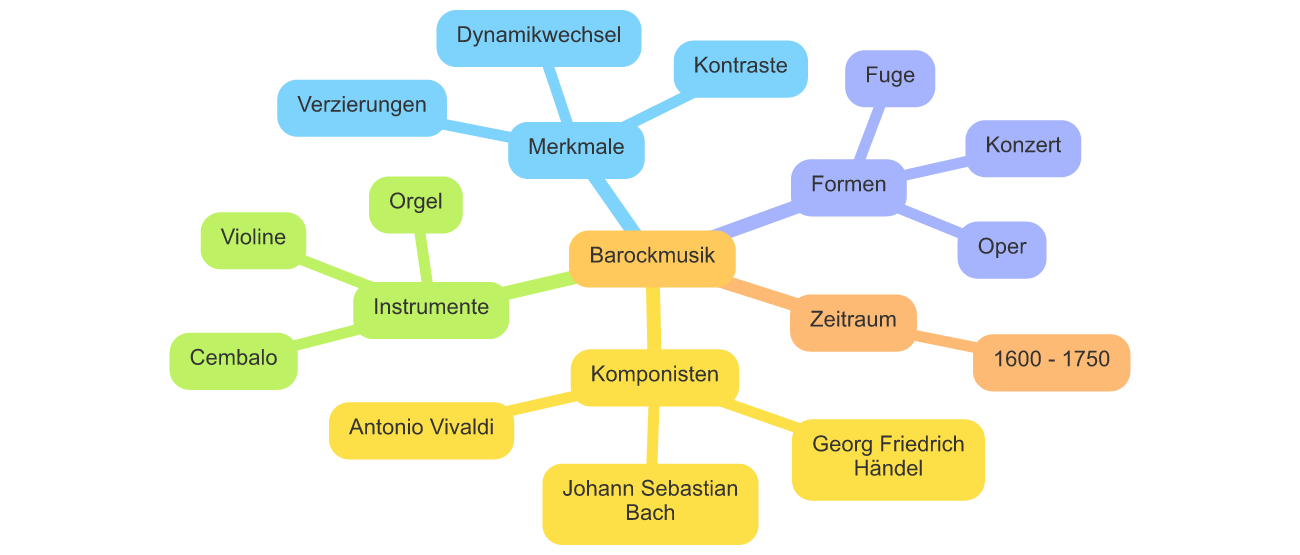 Dynamikwechsel
Kontraste
Verzierungen
Merkmale
Fuge
Konzert
Formen
Oper
Orgel
Violine
Barockmusik
Instrumente
Cembalo
Zeitraum
1600 - 1750
Komponisten
Antonio Vivaldi
Johann Sebastian
Bach
Georg Friedrich
Händel